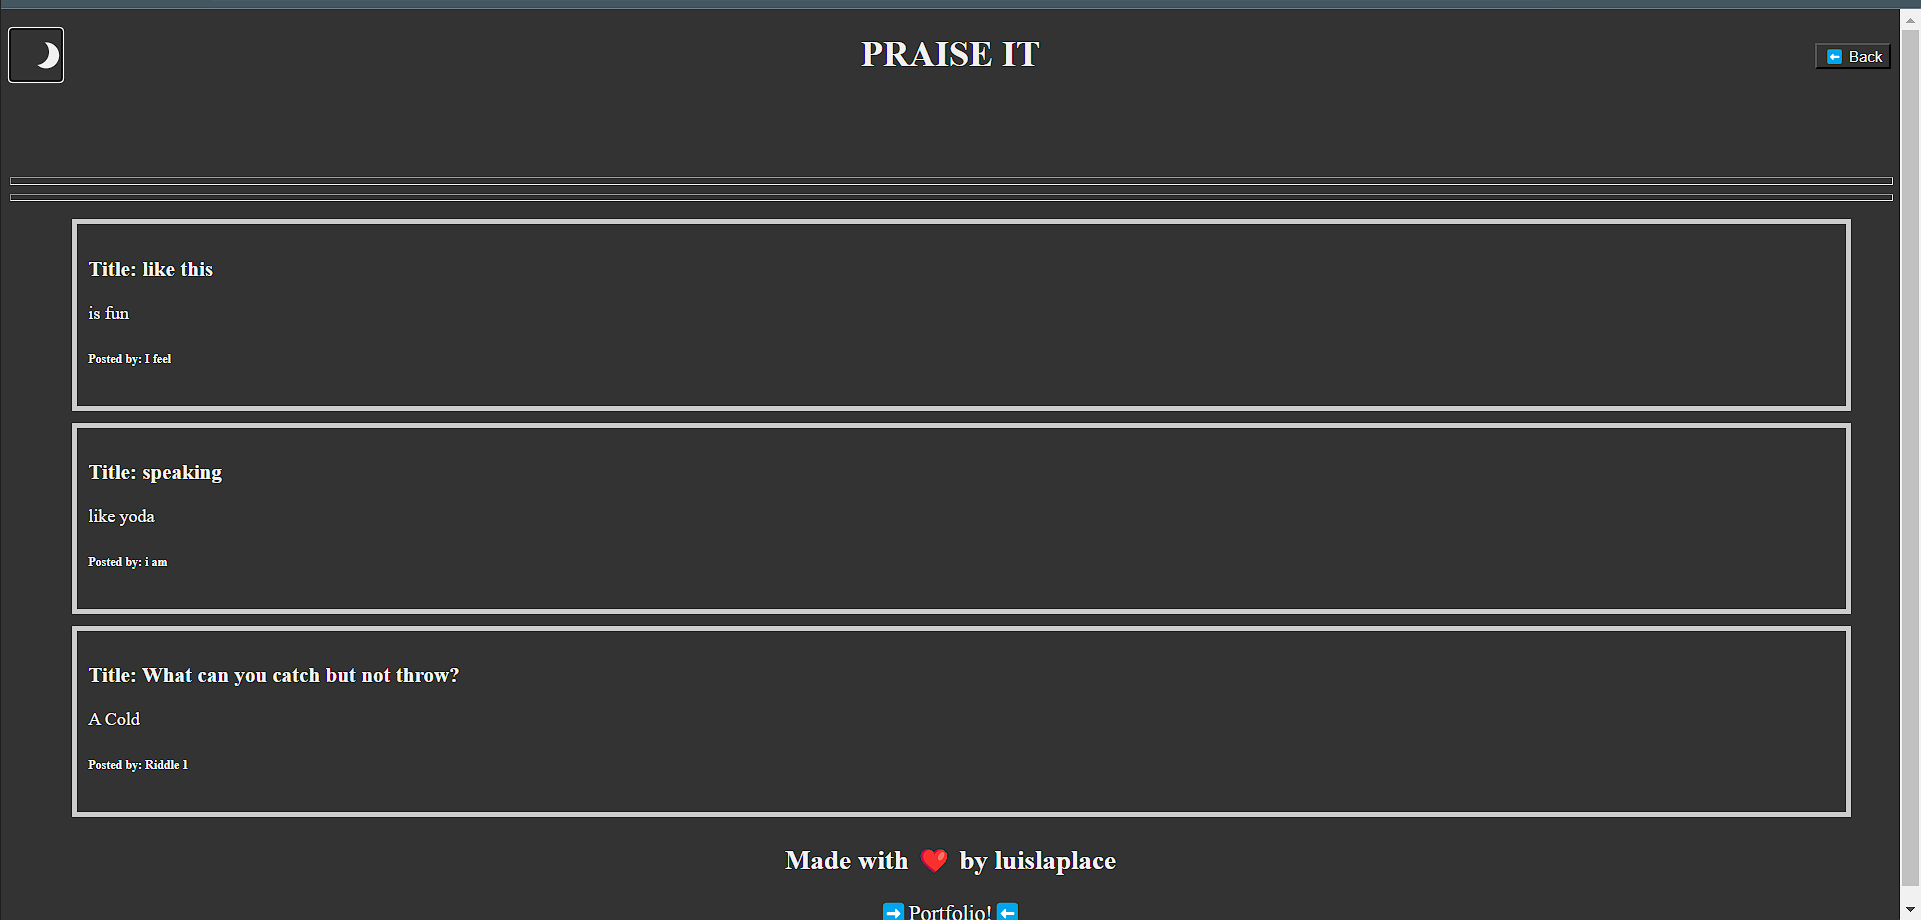 PRAISE IT
⬅ Back
Title: like this
is fun
Posted by: I feel
Title: speaking
like yoda
Posted by: i am
Title: What can you catch but not throw?
A Cold
Posted by: Riddle 1
Made with ❤️ by luislaplace
➡ Portfolio! ⬅